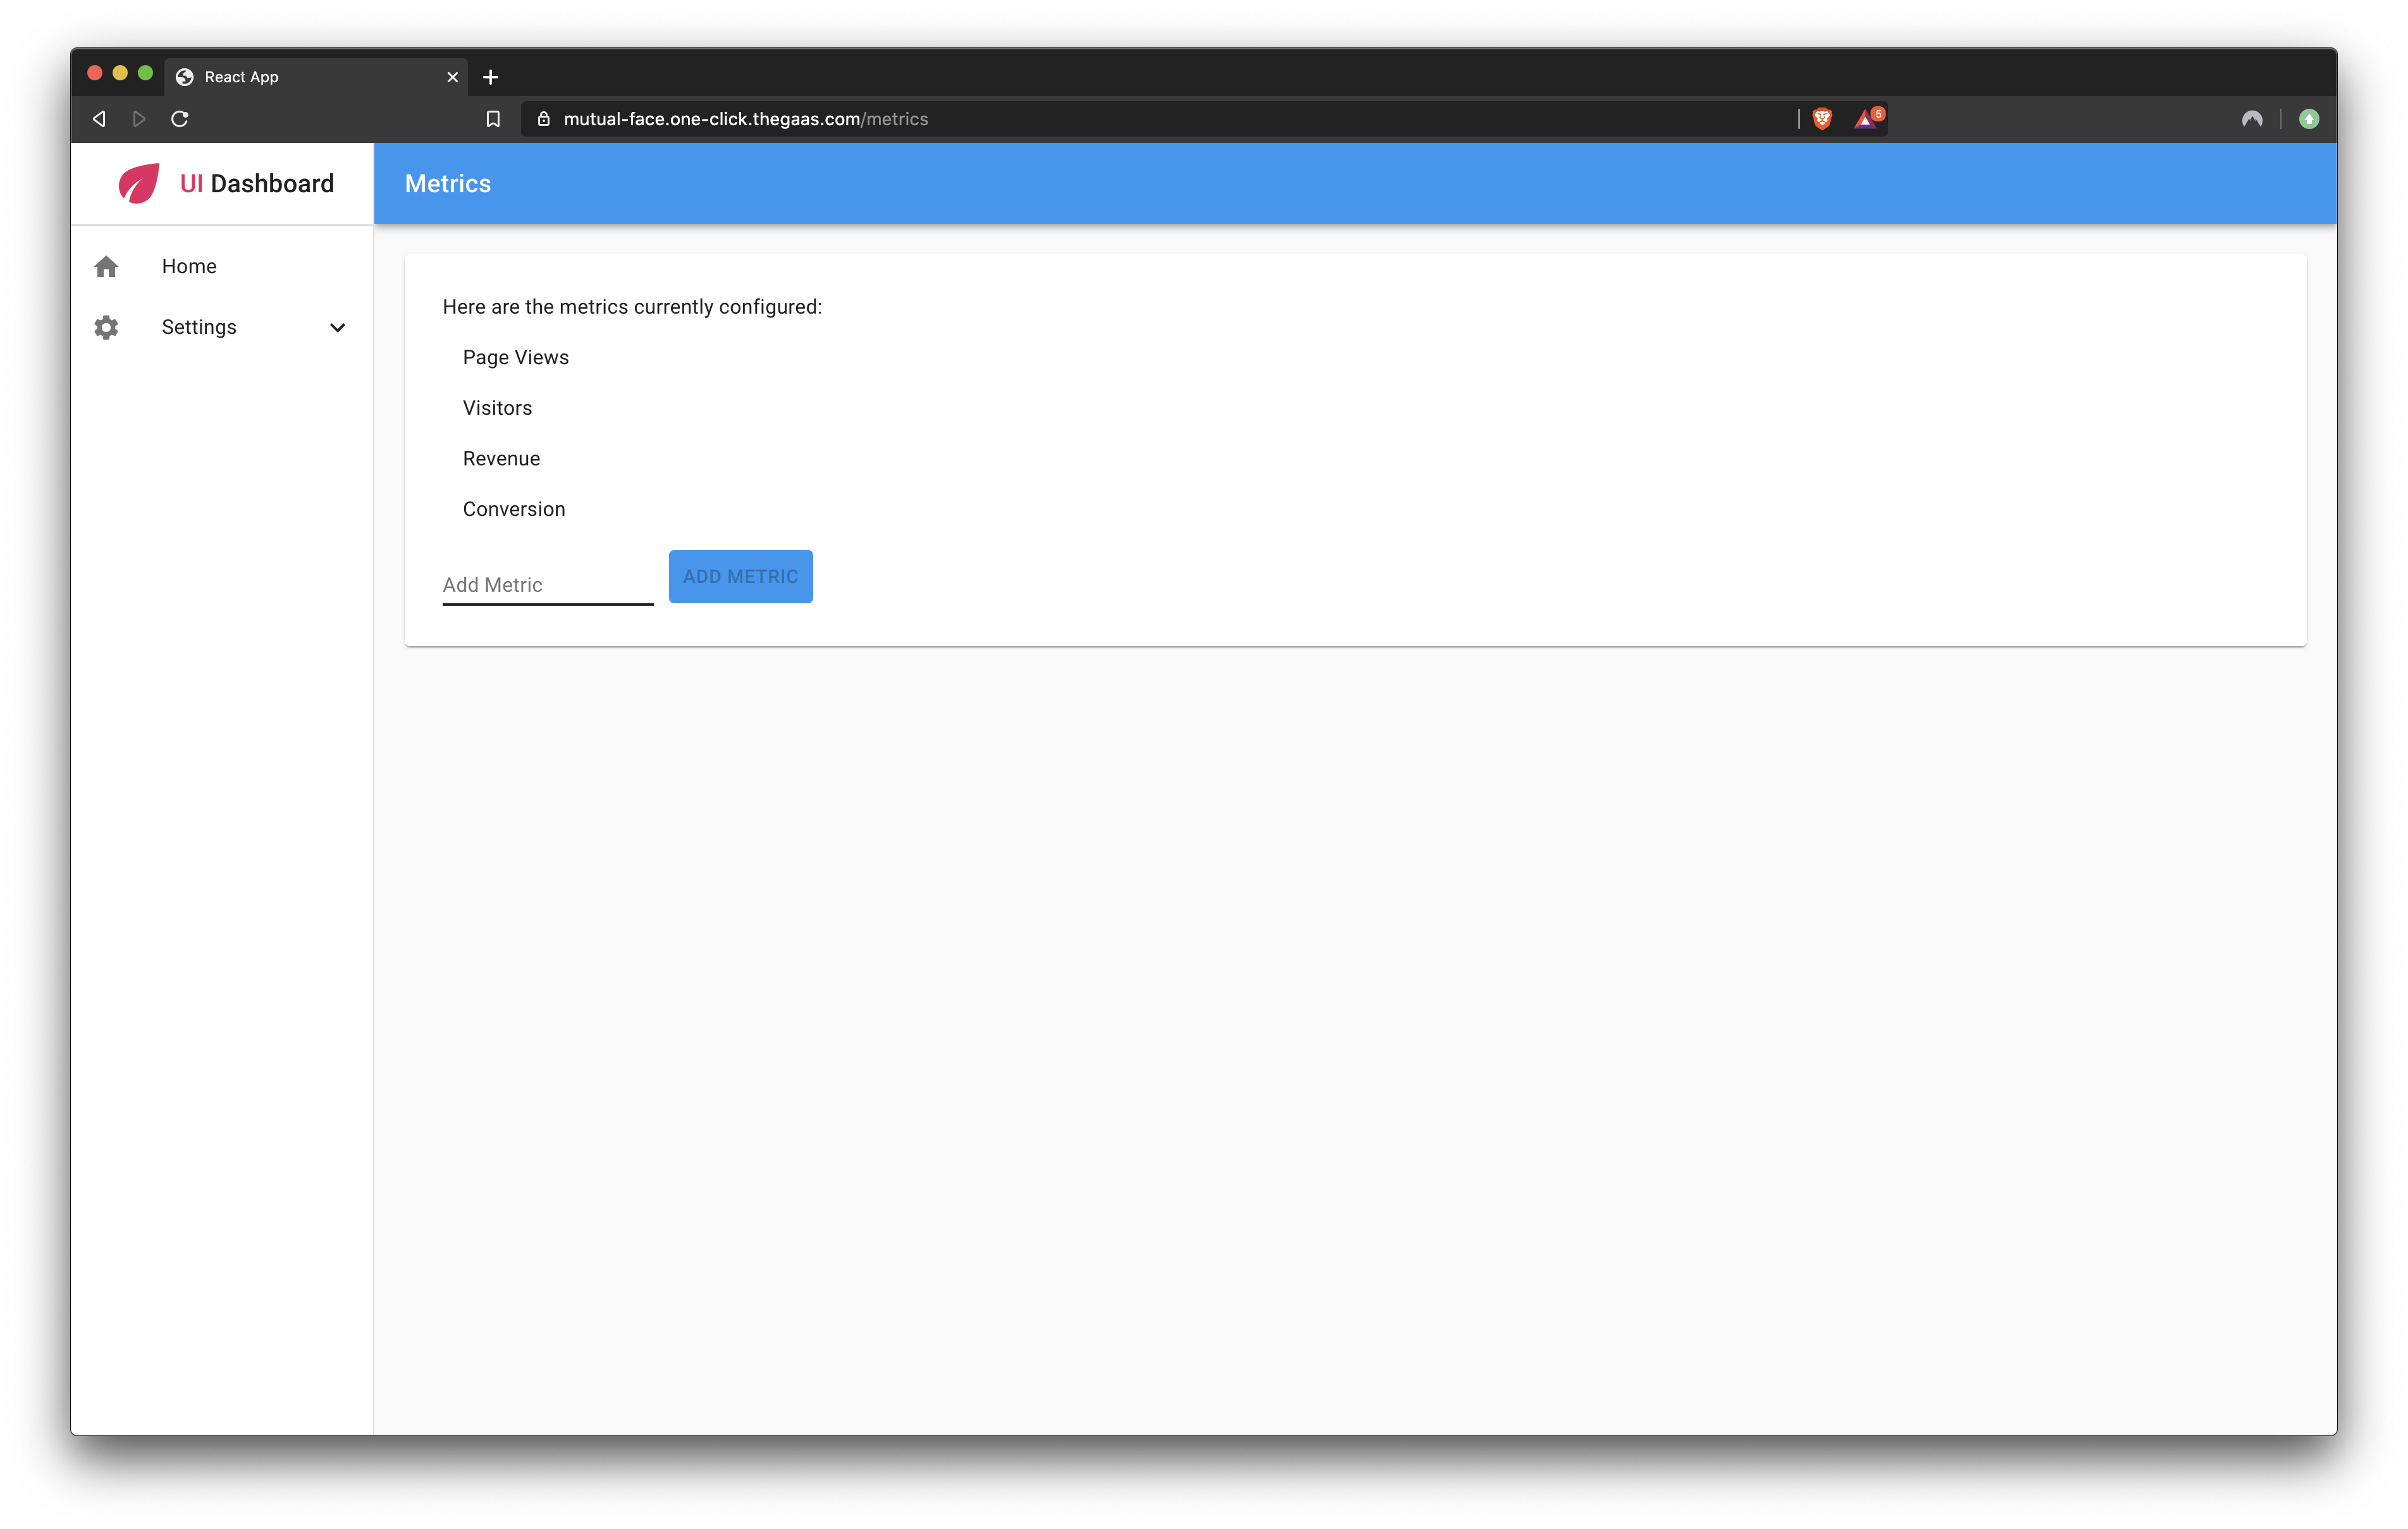 React App
mutual-face.one-click.thegaas.com/metrics
5
UI Dashboard
Metrics
Home
Settings
Here are the metrics currently configured:
Page Views
Visitors
Revenue
Conversion
Add Metric
ADD METRIC